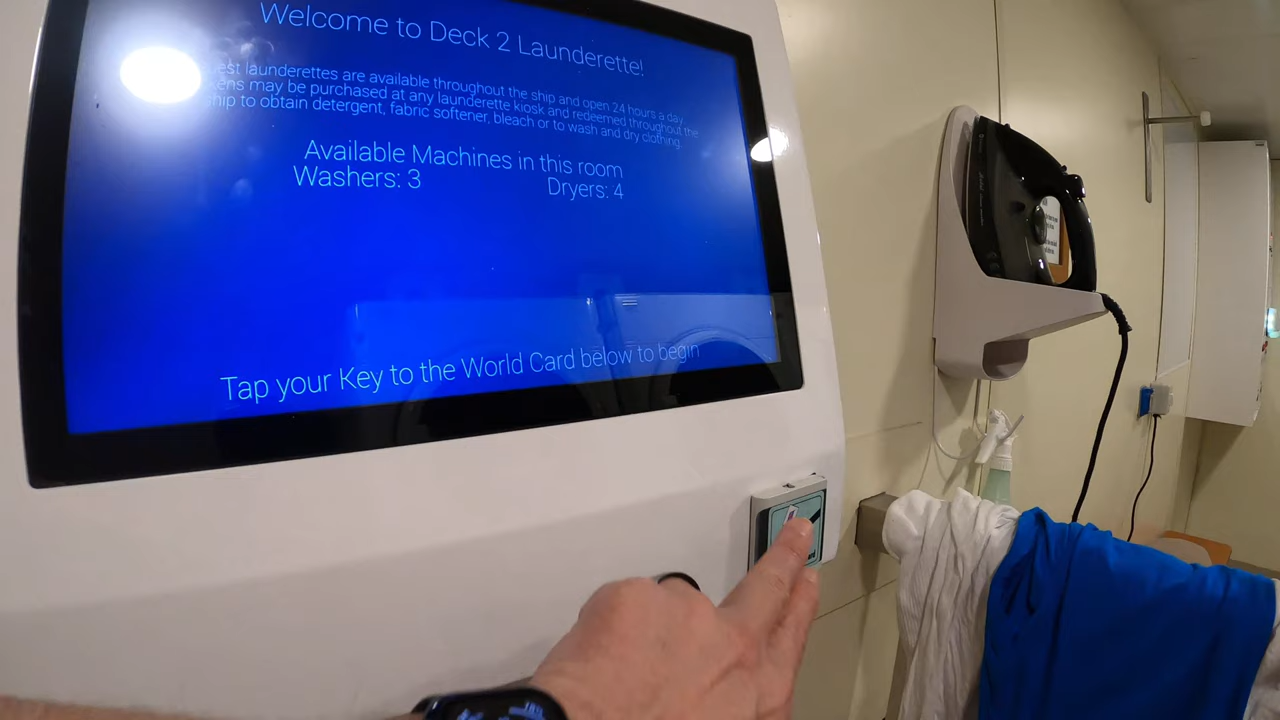 Welcome to Deck 2 Launderette!
launderettes are available throughout the ship and open 24 hours a day.
may be purchased at any launderette kiosk and redeemed throughout the
to obtain detergent, fabric softener, bleach or to wash and dry clothing.
Available Machines in this room
Washers: 3 Dryers: 4
Tap your Key to the World Card below to begin